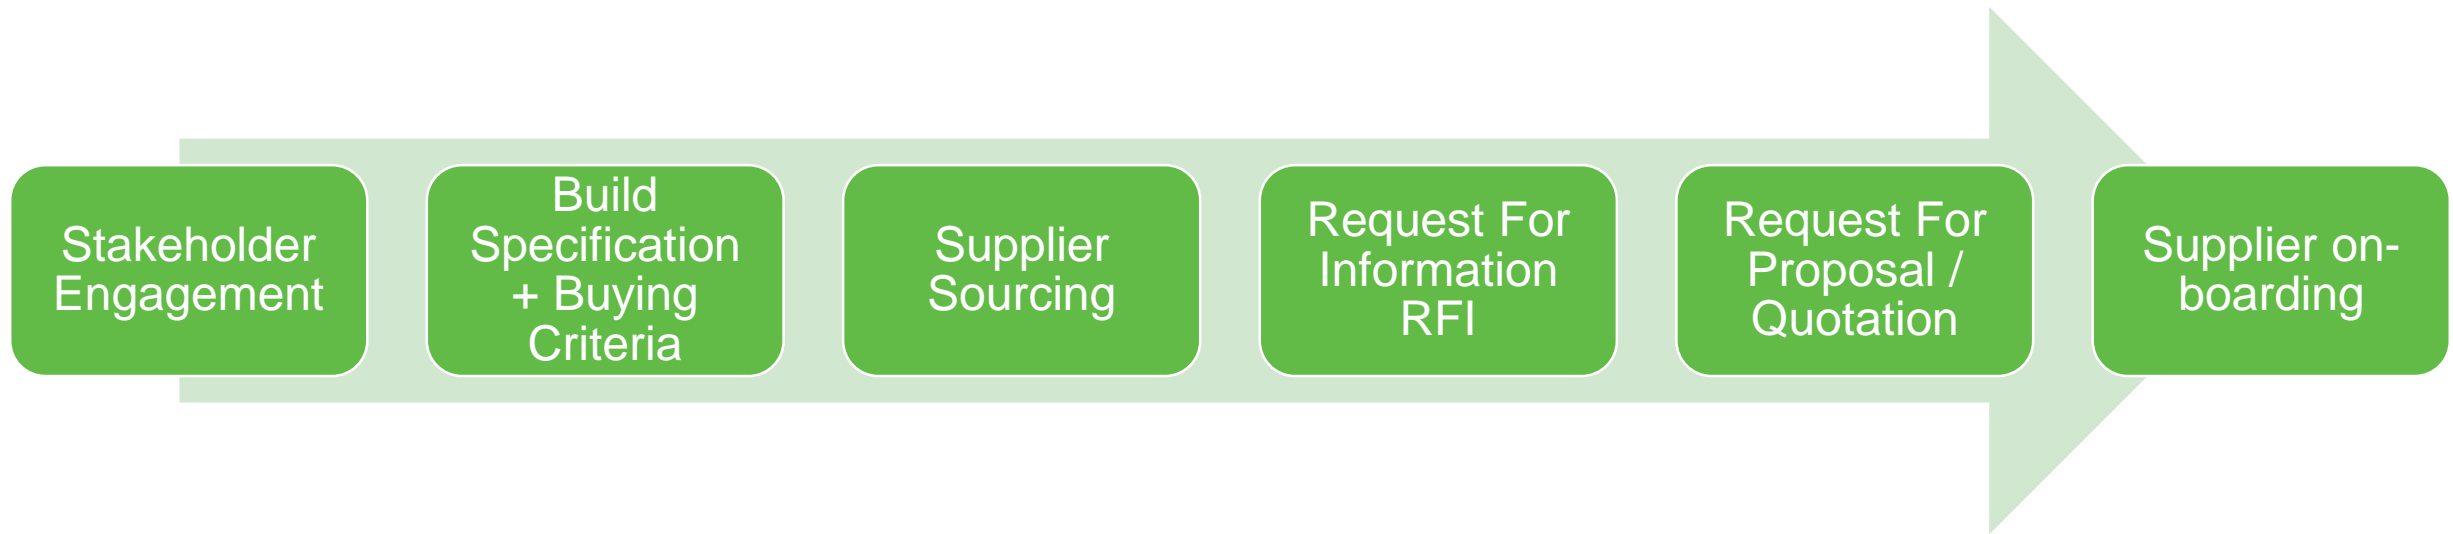 Stakeholder
Engagement
Build
Specification
+ Buying
Criteria
Supplier
Sourcing
Request For
Information
RFI
Request For
Proposal /
Quotation
Supplier on-
boarding